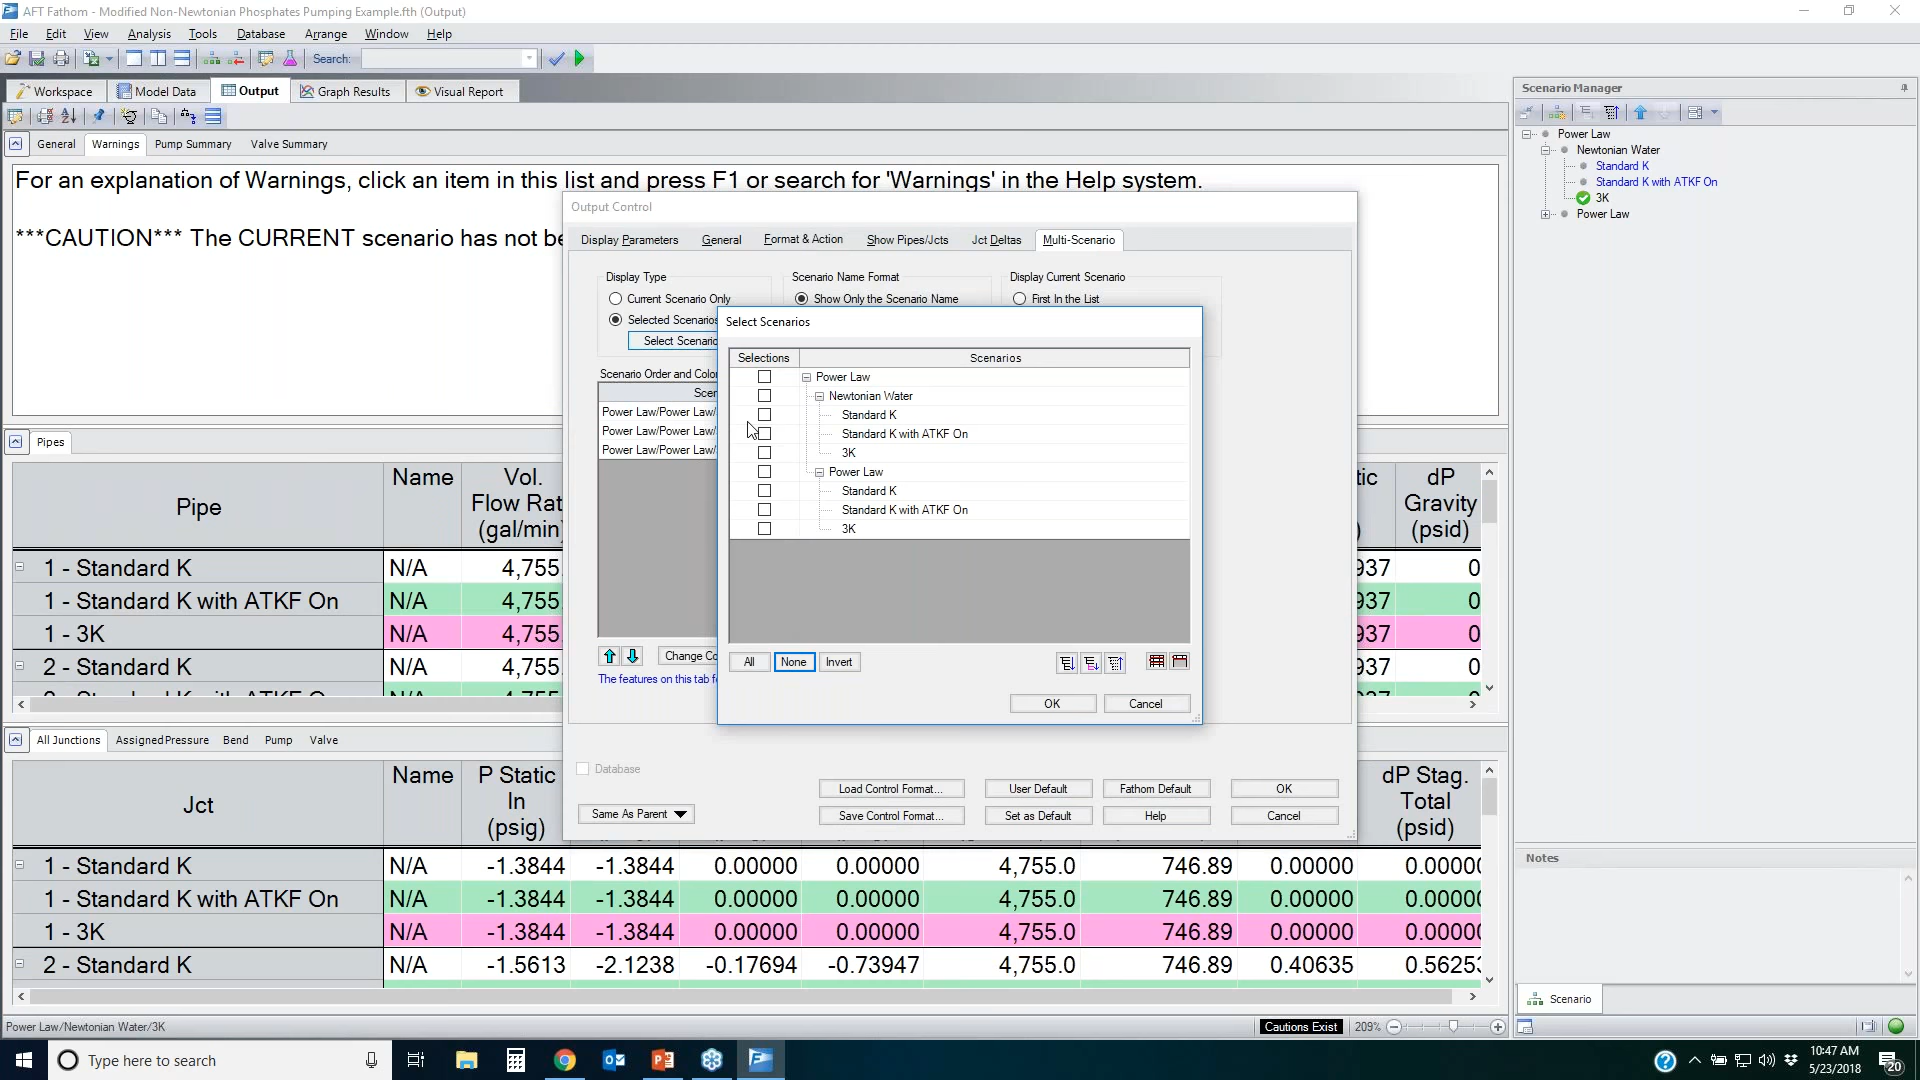 AFT Fathom - Modified Non-Newtonian Phosphates Pumping Example.fth (Output)
File Edit View Analysis Tools Database Arrange Window Help
Search:
Workspace Model Data Output Graph Results Visual Report
General Warnings Pump Summary Valve Summary
For an explanation of Warnings, click an item in this list and press F1 or search for 'Warnings' in the Help system.
***CAUTION*** The CURRENT scenario has not be
Output Control
Display Parameters General Format & Action Show Pipes/Jcts Jct Deltas Multi-Scenario
Display Type Scenario Name Format Display Current Scenario
Current Scenario Only Show Only the Scenario Name First In the List
Selected Scenarios
Select Scenario
Scenario Order and Color
Scen
Power Law/Power Law/
Power Law/Power Law/
Power Law/Power Law/
Change Co
The features on this tab f
Select Scenarios
Selections Scenarios
Power Law
Newtonian Water
Standard K
Standard K with ATKF On
3K
Power Law
Standard K
Standard K with ATKF On
3K
All None Invert
OK Cancel
Database
Load Control Format... User Default Fathom Default OK
Same As Parent Save Control Format... Set as Default Help Cancel
Pipes
Pipe Name Vol. Flow Rat (gal/min) tic ) dP Gravity (psid)
1 - Standard K N/A 4,755. 937 0
1 - Standard K with ATKF On N/A 4,755. 937 0
1 - 3K N/A 4,755. 937 0
2 - Standard K N/A 4,755. 937 0
All Junctions Assigned Pressure Bend Pump Valve
Jct Name P Static In (psig) dP Stag. Total (psid)
1 - Standard K N/A -1.3844 -1.3844 0.00000 0.00000 4,755.0 746.89 0.00000 0.0000
1 - Standard K with ATKF On N/A -1.3844 -1.3844 0.00000 0.00000 4,755.0 746.89 0.00000 0.0000
1 - 3K N/A -1.3844 -1.3844 0.00000 0.00000 4,755.0 746.89 0.00000 0.0000
2 - Standard K N/A -1.5613 -2.1238 -0.17694 -0.73947 4,755.0 746.89 0.40635 0.5625
Scenario Manager
Power Law
Newtonian Water
Standard K
Standard K with ATKF On
3K
Power Law
Notes
Scenario
Power Law/Newtonian Water/3K Cautions Exist 209%
Type here to search
10:47 AM
5/23/2018
20